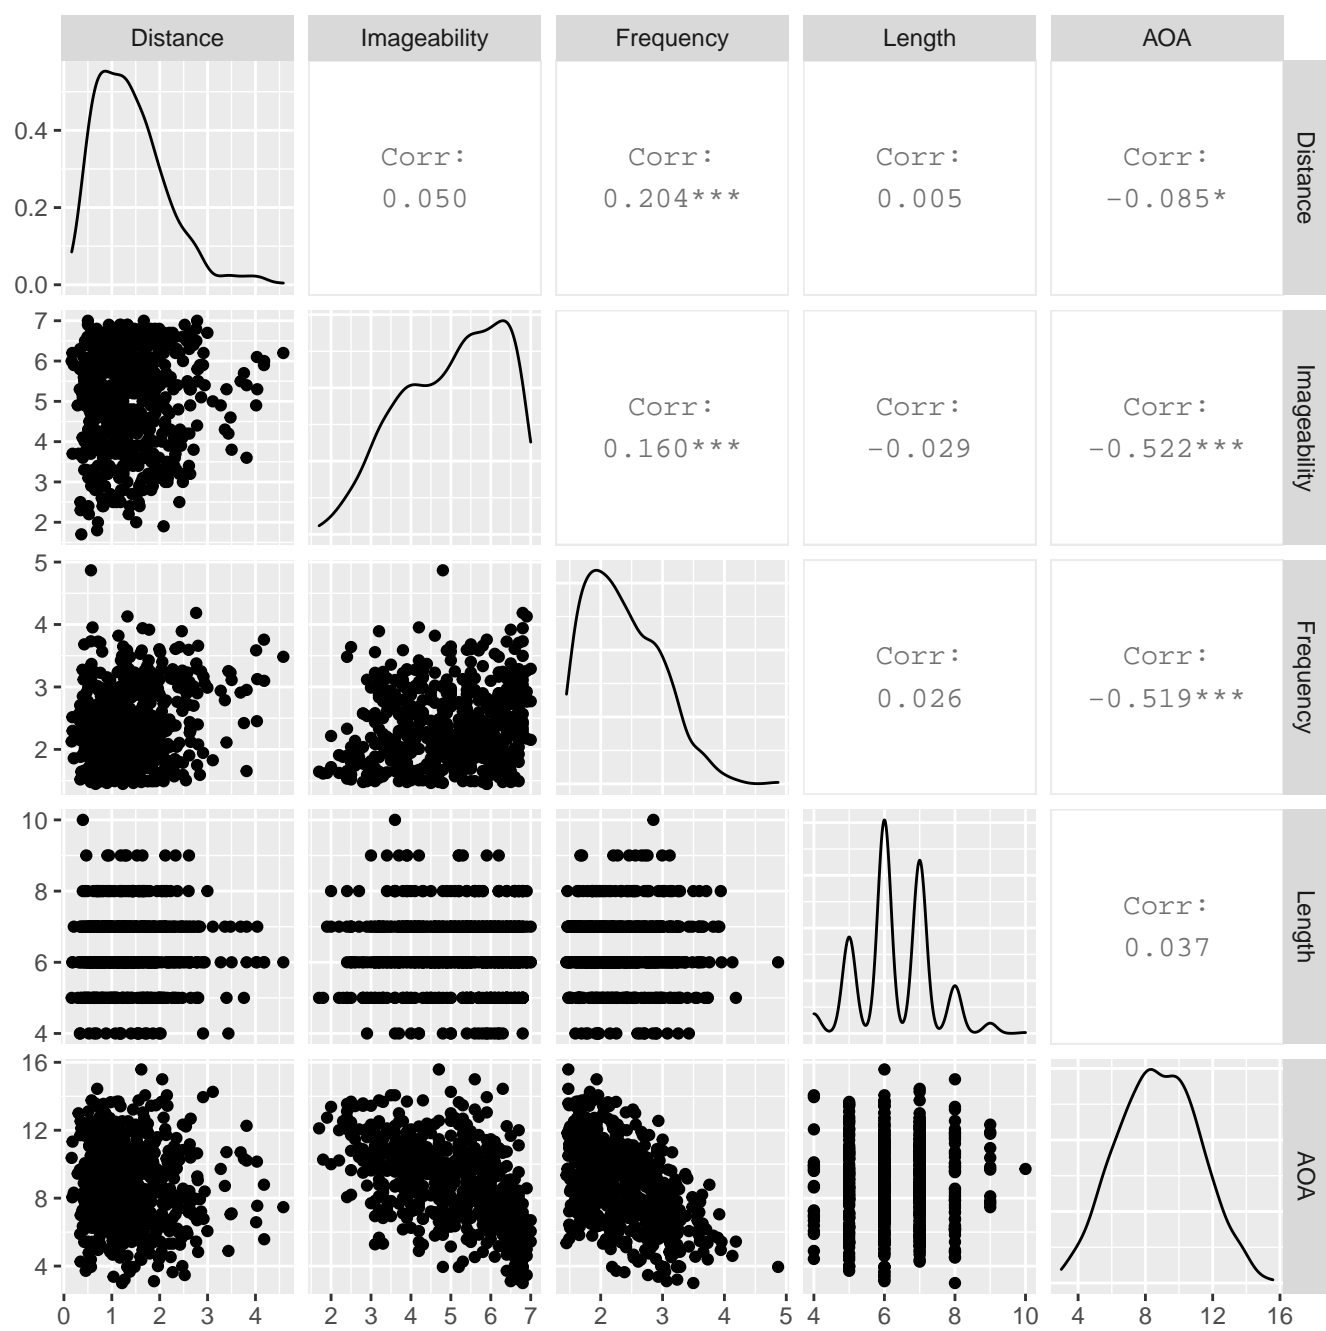 Distance Imageability Frequency Length AOA
0.4
0.2
0.0
Corr:
0.050
Corr:
0.204***
Corr:
0.005
Corr:
-0.085*
Distance
7
6
5
4
3
2
Corr:
0.160***
Corr:
-0.029
Corr:
-0.522***
Imageability
5
4
3
2
Corr:
0.026
Corr:
-0.519***
Frequency
10
8
6
4
Corr:
0.037
Length
16
12
8
4
AOA
0 1 2 3 4 2 3 4 5 6 7 2 3 4 5 4 6 8 10 4 8 12 16